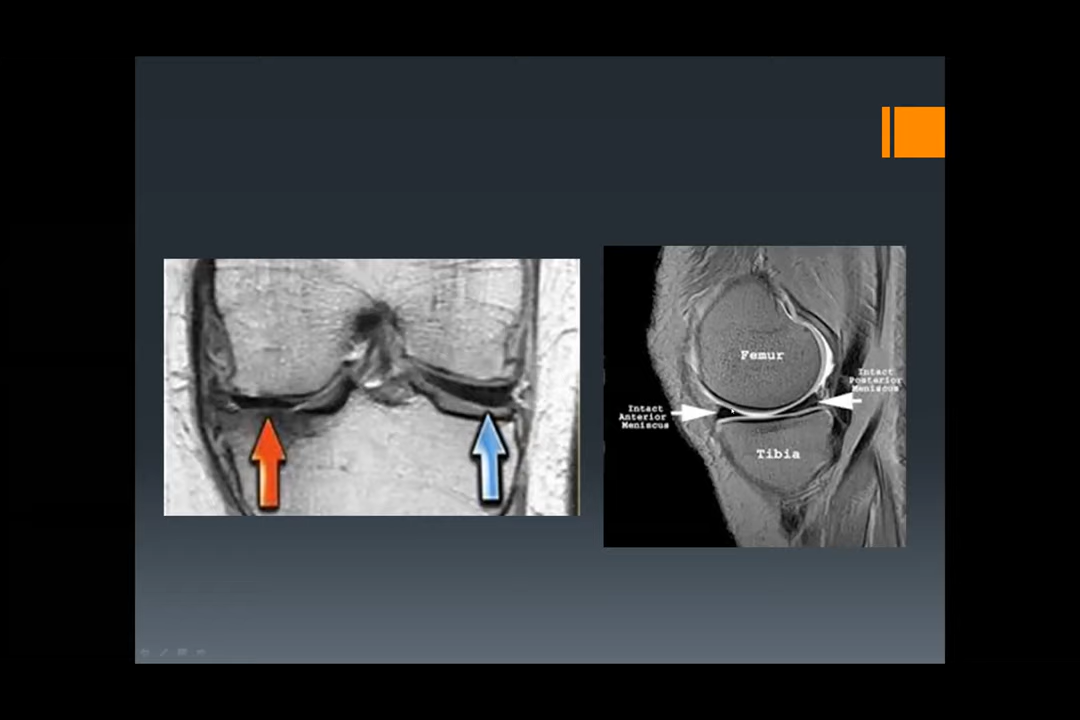 Femur
Intact
Posterior
Meniscus
Intact
Anterior
Meniscus
Tibia